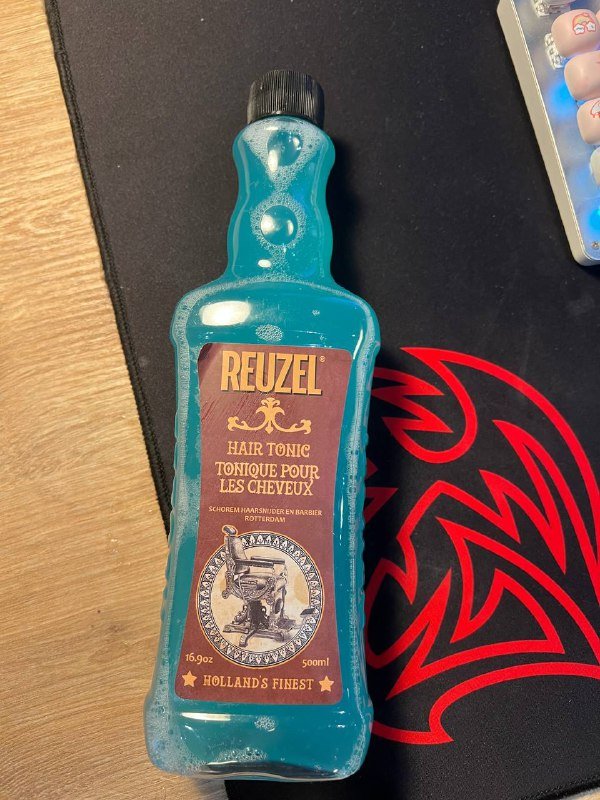 REUZEL®
HAIR TONIC
TONIQUE POUR
LES CHEVEUX
SCHOREM HAARSNIJDER EN BARBIER
ROTTERDAM
16.9oz 500ml
HOLLAND'S FINEST